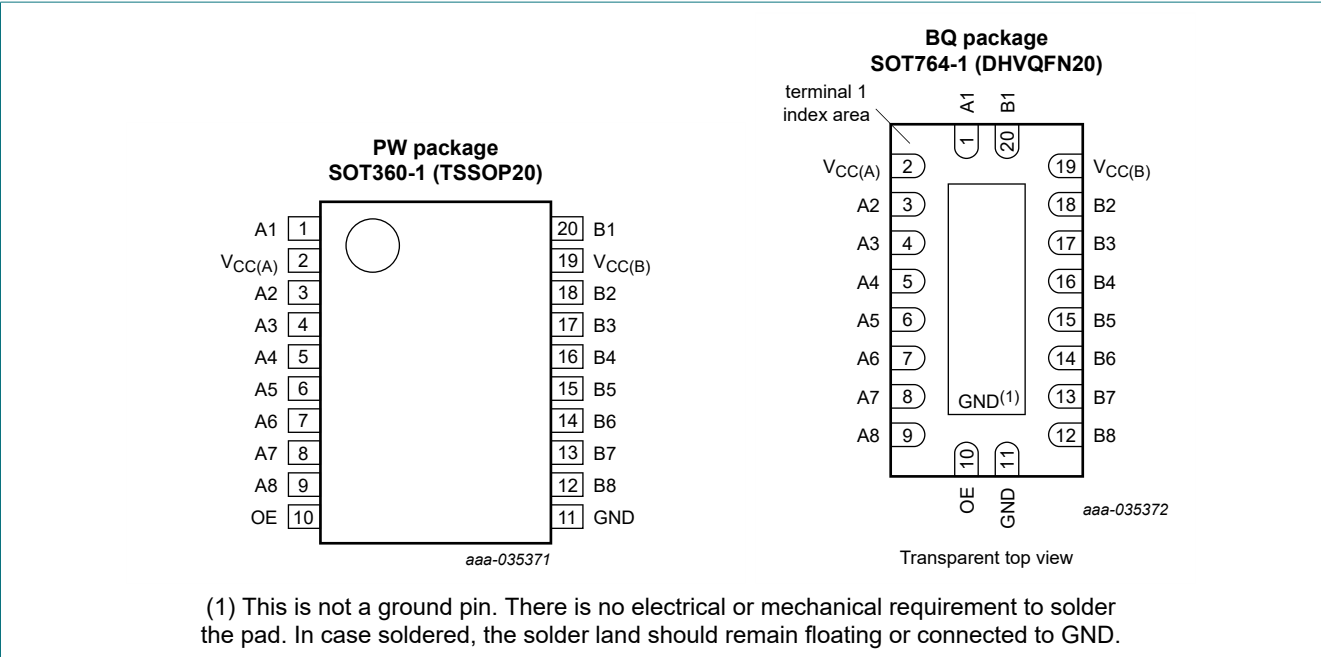 PW package
SOT360-1 (TSSOP20)
A1 1 20 B1
VCC(A) 2 19 VCC(B)
A2 3 18 B2
A3 4 17 B3
A4 5 16 B4
A5 6 15 B5
A6 7 14 B6
A7 8 13 B7
A8 9 12 B8
OE 10 11 GND
aaa-035371
BQ package
SOT764-1 (DHVQFN20)
terminal 1
index area
A1 B1
1 20
VCC(A) 2 19 VCC(B)
A2 3 18 B2
A3 4 17 B3
A4 5 16 B4
A5 6 15 B5
A6 7 14 B6
A7 8 GND(1) 13 B7
A8 9 12 B8
10 11
OE GND
aaa-035372
Transparent top view
(1) This is not a ground pin. There is no electrical or mechanical requirement to solder
the pad. In case soldered, the solder land should remain floating or connected to GND.